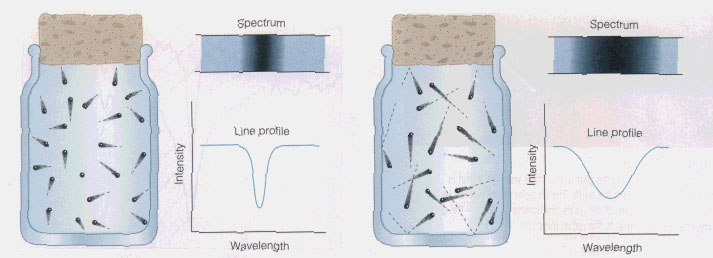 Spectrum
Line profile
Intensity
Wavelength
Spectrum
Line profile
Intensity
Wavelength